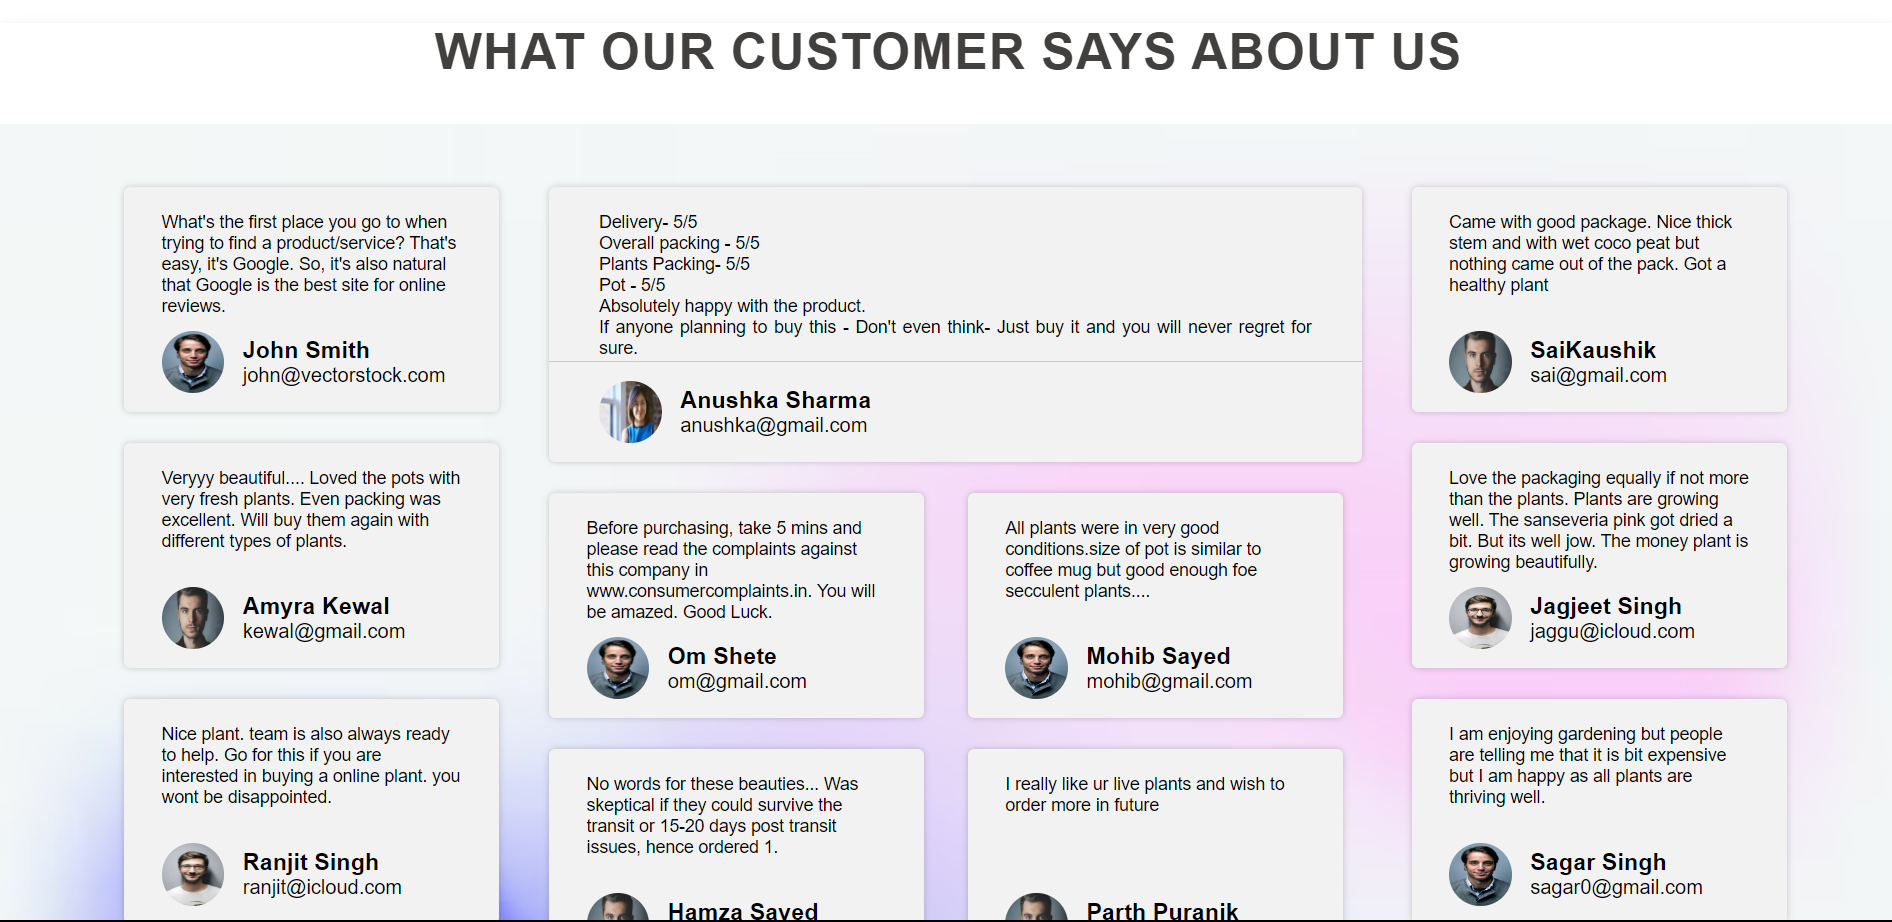 WHAT OUR CUSTOMER SAYS ABOUT US
What's the first place you go to when
trying to find a product/service? That's
easy, it's Google. So, it's also natural
that Google is the best site for online
reviews.
John Smith
john@vectorstock.com
Veryyy beautiful.... Loved the pots with
very fresh plants. Even packing was
excellent. Will buy them again with
different types of plants.
Amyra Kewal
kewal@gmail.com
Nice plant. team is also always ready
to help. Go for this if you are
interested in buying a online plant. you
wont be disappointed.
Ranjit Singh
ranjit@icloud.com
Delivery- 5/5
Overall packing - 5/5
Plants Packing- 5/5
Pot - 5/5
Absolutely happy with the product.
If anyone planning to buy this - Don't even think- Just buy it and you will never regret for
sure.
Anushka Sharma
anushka@gmail.com
Before purchasing, take 5 mins and
please read the complaints against
this company in
www.consumercomplaints.in. You will
be amazed. Good Luck.
Om Shete
om@gmail.com
All plants were in very good
conditions.size of pot is similar to
coffee mug but good enough foe
secculent plants....
Mohib Sayed
mohib@gmail.com
No words for these beauties... Was
skeptical if they could survive the
transit or 15-20 days post transit
issues, hence ordered 1.
Hamza Sayed
I really like ur live plants and wish to
order more in future
Parth Puranik
Came with good package. Nice thick
stem and with wet coco peat but
nothing came out of the pack. Got a
healthy plant
SaiKaushik
sai@gmail.com
Love the packaging equally if not more
than the plants. Plants are growing
well. The sanseveria pink got dried a
bit. But its well jow. The money plant is
growing beautifully.
Jagjeet Singh
jaggu@icloud.com
I am enjoying gardening but people
are telling me that it is bit expensive
but I am happy as all plants are
thriving well.
Sagar Singh
sagar0@gmail.com